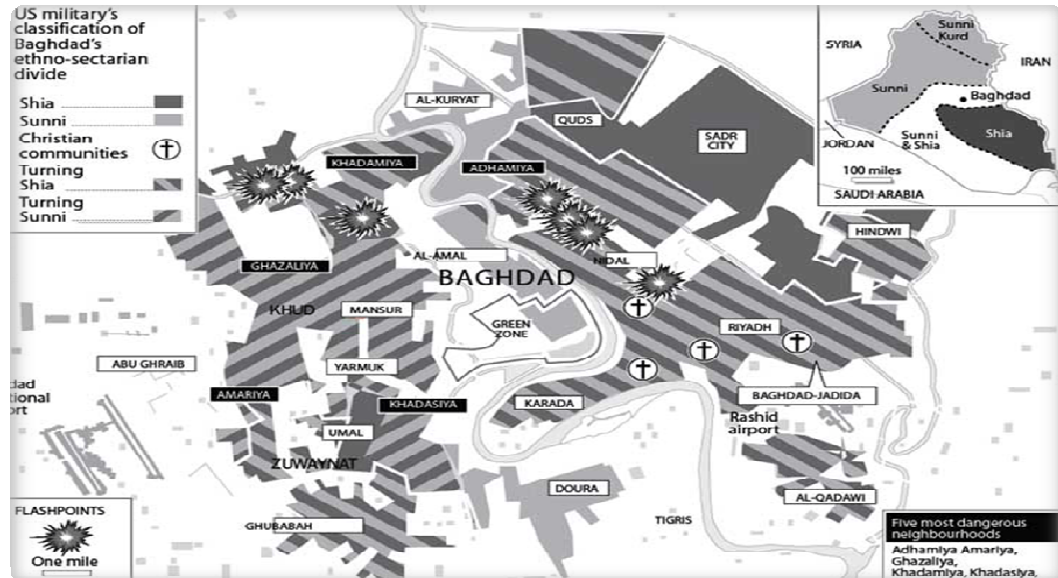 US military's
classification of
Baghdad's
ethno-sectarian
divide
Shia
Sunni
Christian
communities
Turning
Shia
Turning
Sunni
AL-KURYAT
QUDS
SADR
CITY
KHADAMIYA
ADHAMIYA
HINDWI
GHAZALIYA
AL-AMAL
NIDAL
BAGHDAD
KHUD
MANSUR
GREEN
ZONE
RIYADH
ABU GHRAIB
YARMUK
AMARIYA
KHADASIYA
KARADA
BAGHDAD-JADIDA
Rashid
airport
UMAL
ZUWAYNAT
DOURA
AL-QADAWI
GHUBABAH
TIGRIS
dad
tional
ort
SYRIA
Sunni
Kurd
IRAN
Sunni
Baghdad
JORDAN
Sunni
& Shia
Shia
100 miles
SAUDI ARABIA
FLASHPOINTS
One mile
Five most dangerous
neighbourhoods
Adhamiya Amariya,
Ghazaliya,
Khadamiya, Khadasiya,